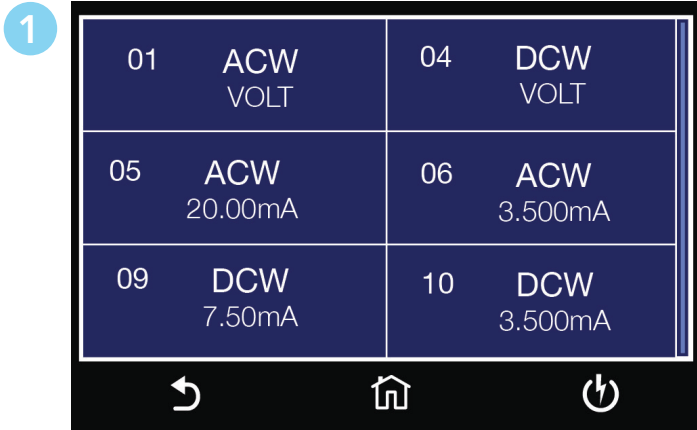 1
01 ACW
VOLT
04 DCW
VOLT
05 ACW
20.00mA
06 ACW
3.500mA
09 DCW
7.50mA
10 DCW
3.500mA